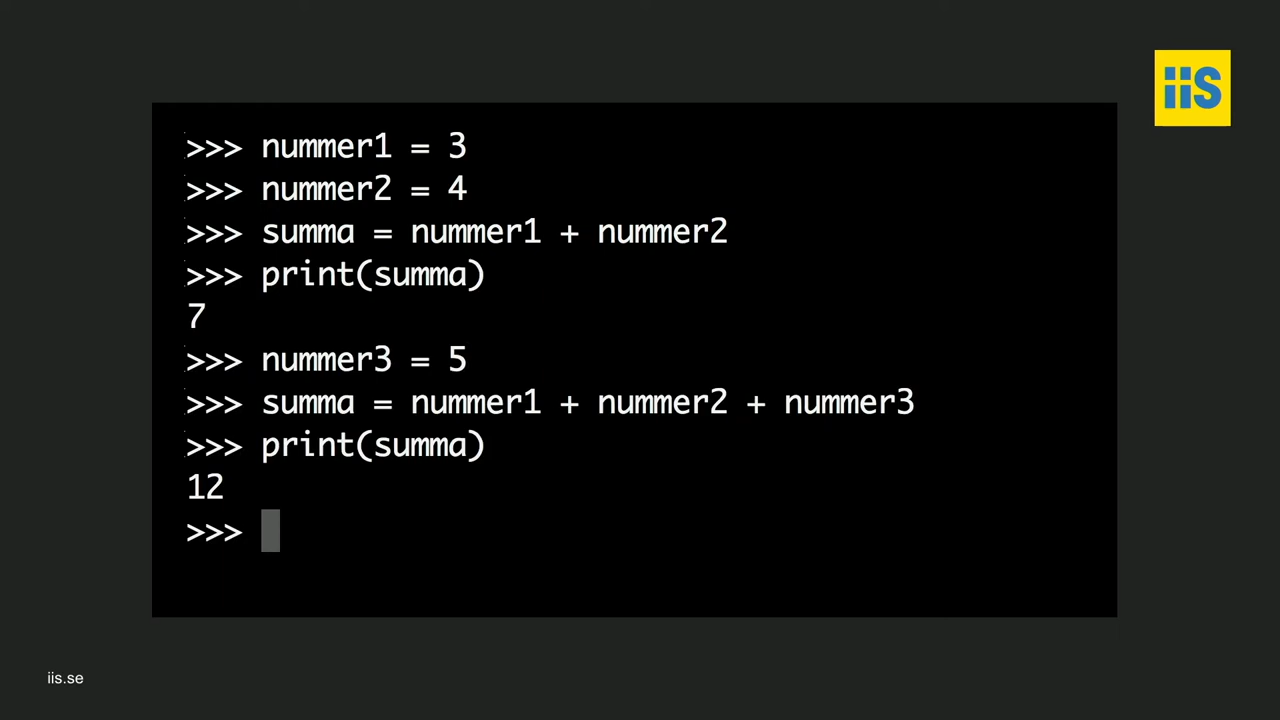 iiS
>>> nummer1 = 3
>>> nummer2 = 4
>>> summa = nummer1 + nummer2
>>> print(summa)
7
>>> nummer3 = 5
>>> summa = nummer1 + nummer2 + nummer3
>>> print(summa)
12
>>>
iis.se